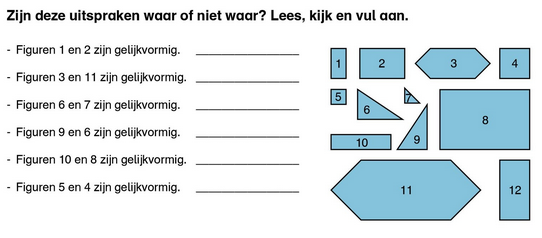 Zijn deze uitspraken waar of niet waar? Lees, kijk en vul aan.
- Figuren 1 en 2 zijn gelijkvormig.
- Figuren 3 en 11 zijn gelijkvormig.
- Figuren 6 en 7 zijn gelijkvormig.
- Figuren 9 en 6 zijn gelijkvormig.
- Figuren 10 en 8 zijn gelijkvormig.
- Figuren 5 en 4 zijn gelijkvormig.
1 2 3 4
5 6 7 8
10 9
11 12